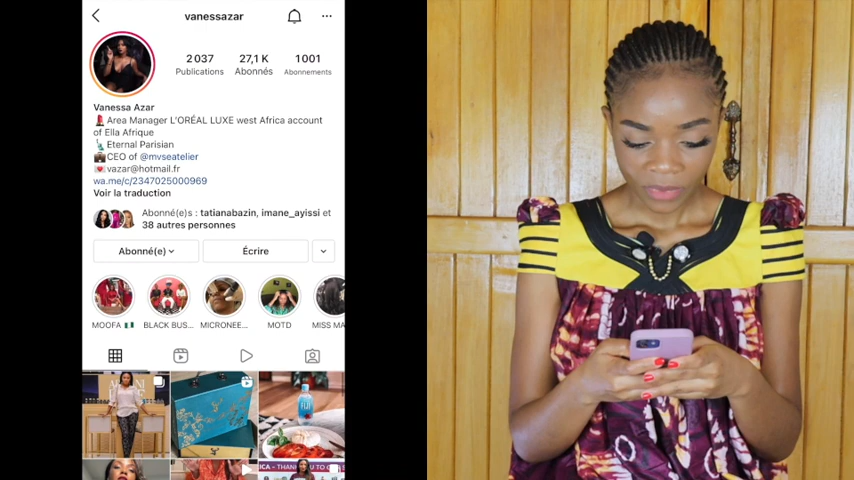 vanessazar
2 037
27,1 K
1 001
Publications
Abonnés
Abonnements
Vanessa Azar
💄Area Manager L'ORÉAL LUXE west Africa account
of Ella Afrique
🗽Eternal Parisian
💼CEO of @mvseatelier
💌vazar@hotmail.fr
wa.me/c/2347025000969
Voir la traduction
Abonné(e)s : tatianabazin, imane_ayissi et
38 autres personnes
Abonné(e)
Écrire
MOOFA 🇳🇬
BLACK BUS...
MICRONEE...
MOTD
MISS MA